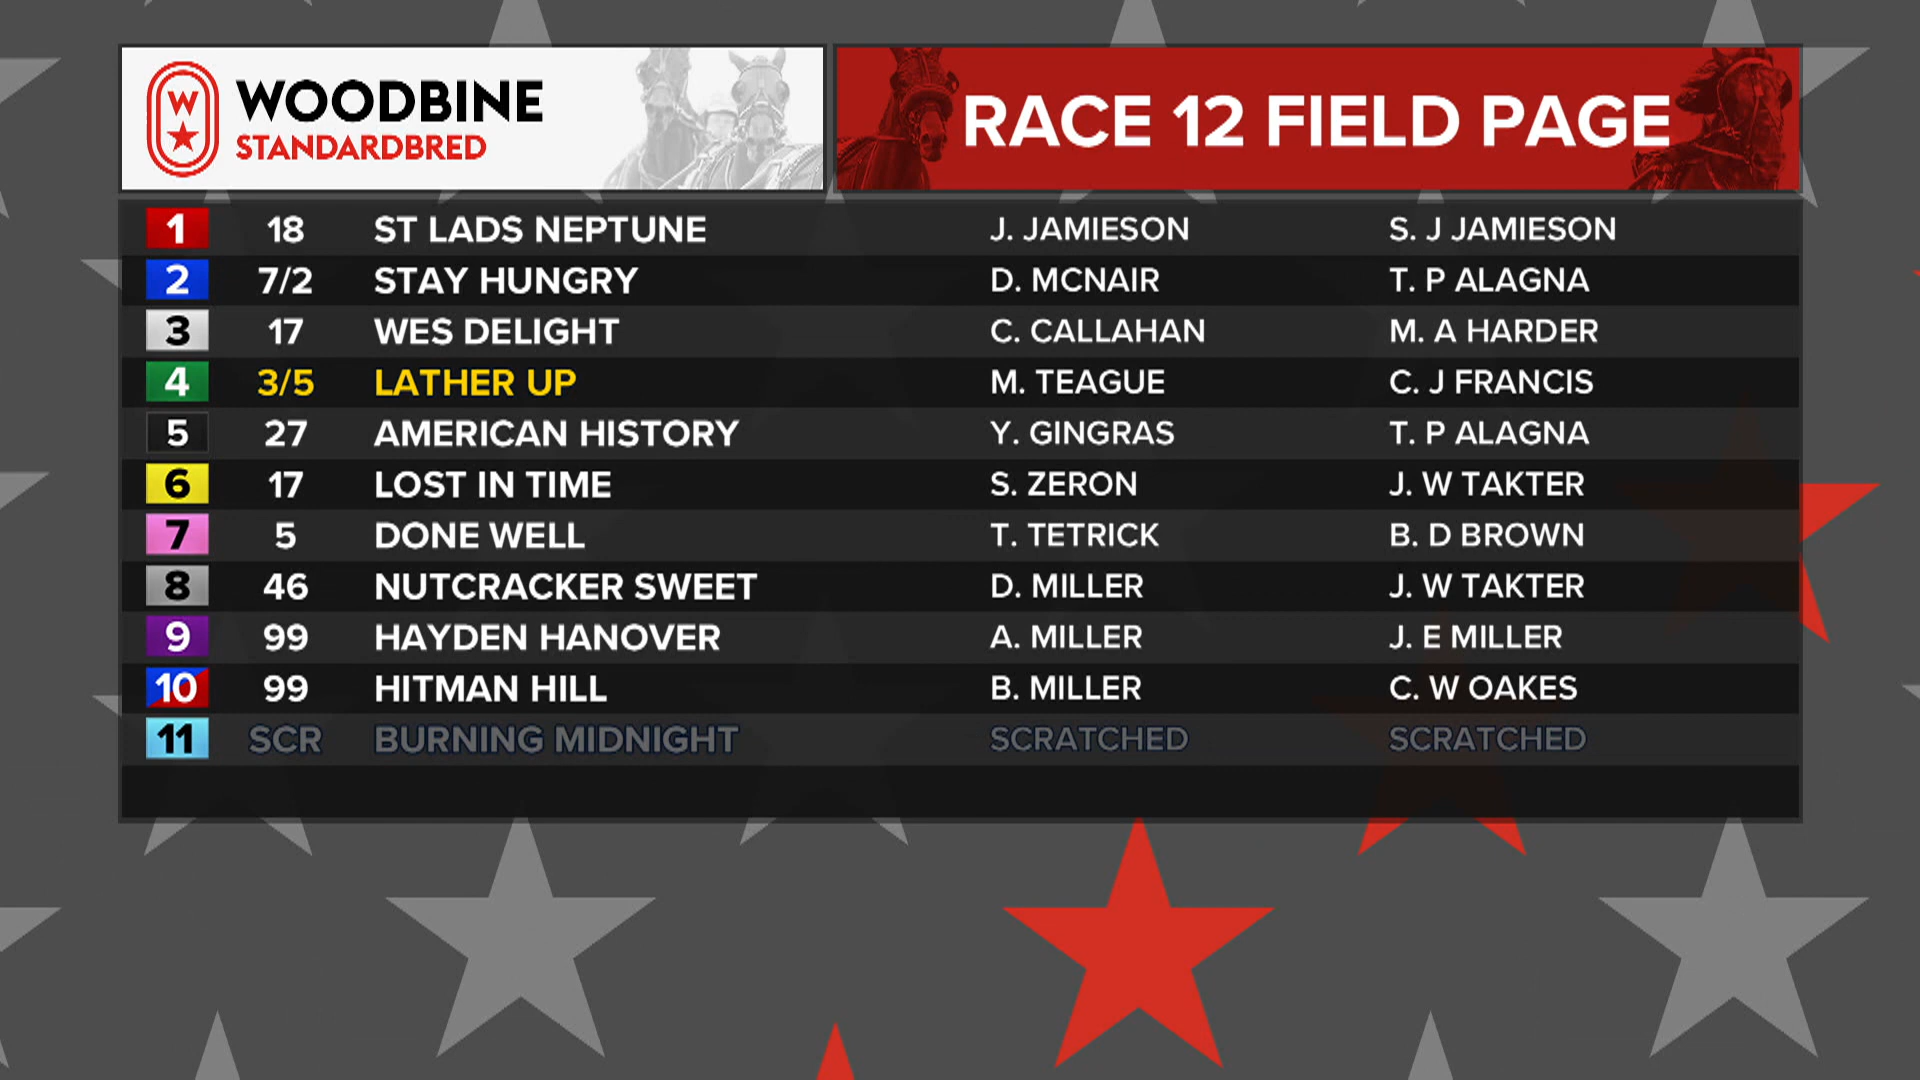 W
WOODBINE
STANDARDBRED
RACE 12 FIELD PAGE
1 18 ST LADS NEPTUNE J. JAMIESON S. J JAMIESON
2 7/2 STAY HUNGRY D. MCNAIR T. P ALAGNA
3 17 WES DELIGHT C. CALLAHAN M. A HARDER
4 3/5 LATHER UP M. TEAGUE C. J FRANCIS
5 27 AMERICAN HISTORY Y. GINGRAS T. P ALAGNA
6 17 LOST IN TIME S. ZERON J. W TAKTER
7 5 DONE WELL T. TETRICK B. D BROWN
8 46 NUTCRACKER SWEET D. MILLER J. W TAKTER
9 99 HAYDEN HANOVER A. MILLER J. E MILLER
10 99 HITMAN HILL B. MILLER C. W OAKES
11 SCR BURNING MIDNIGHT SCRATCHED SCRATCHED